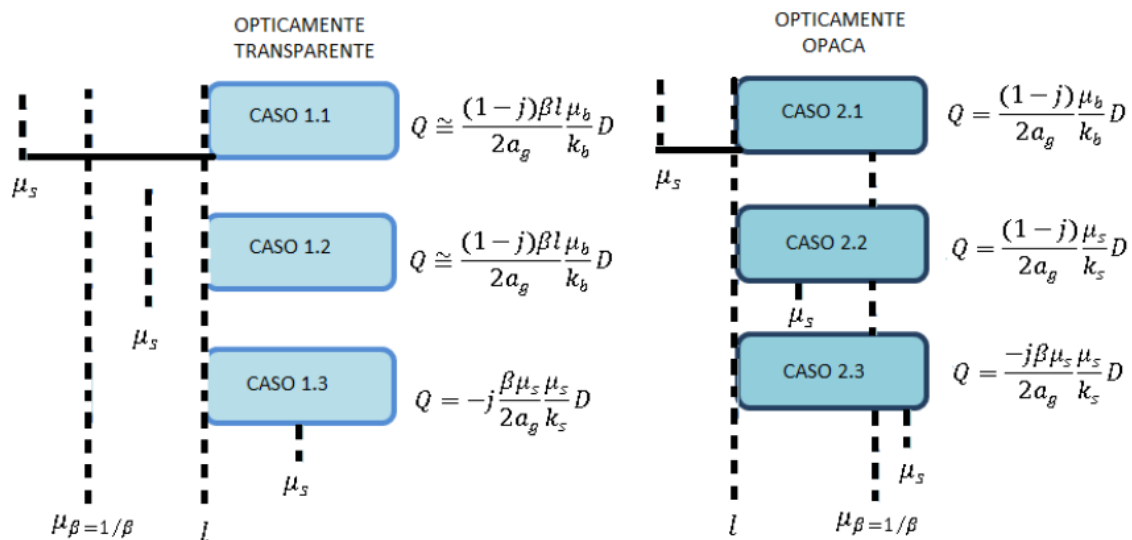 OPTICAMENTE
TRANSPARENTE
CASO 1.1
Q ≅ (1 − j)βl/2a_g μ_b/k_b D
μ_s
CASO 1.2
Q ≅ (1 − j)βl/2a_g μ_b/k_b D
μ_s
CASO 1.3
Q = −j βμ_s/2a_g μ_s/k_s D
μ_s
μ_β=1/β
l
OPTICAMENTE
OPACA
CASO 2.1
Q = (1 − j)/2a_g μ_b/k_b D
μ_s
CASO 2.2
Q = (1 − j)/2a_g μ_s/k_s D
μ_s
CASO 2.3
Q = −jβμ_s/2a_g μ_s/k_s D
μ_s
l
μ_β=1/β